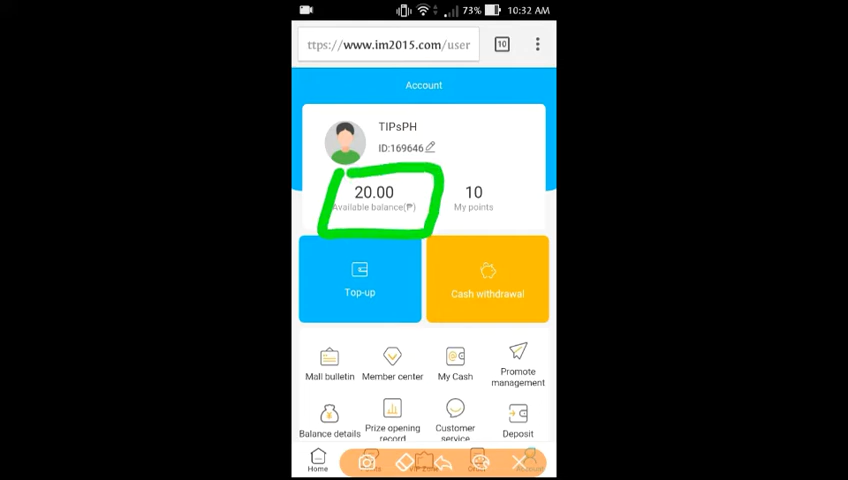 73% 10:32 AM
ttps://www.im2015.com/user
10
Account
TIPsPH
ID:169646
20.00
10
Available balance(₱)
My points
Top-up
Cash withdrawal
Mall bulletin
Member center
My Cash
Promote management
Balance details
Prize opening record
Customer service
Deposit
Home